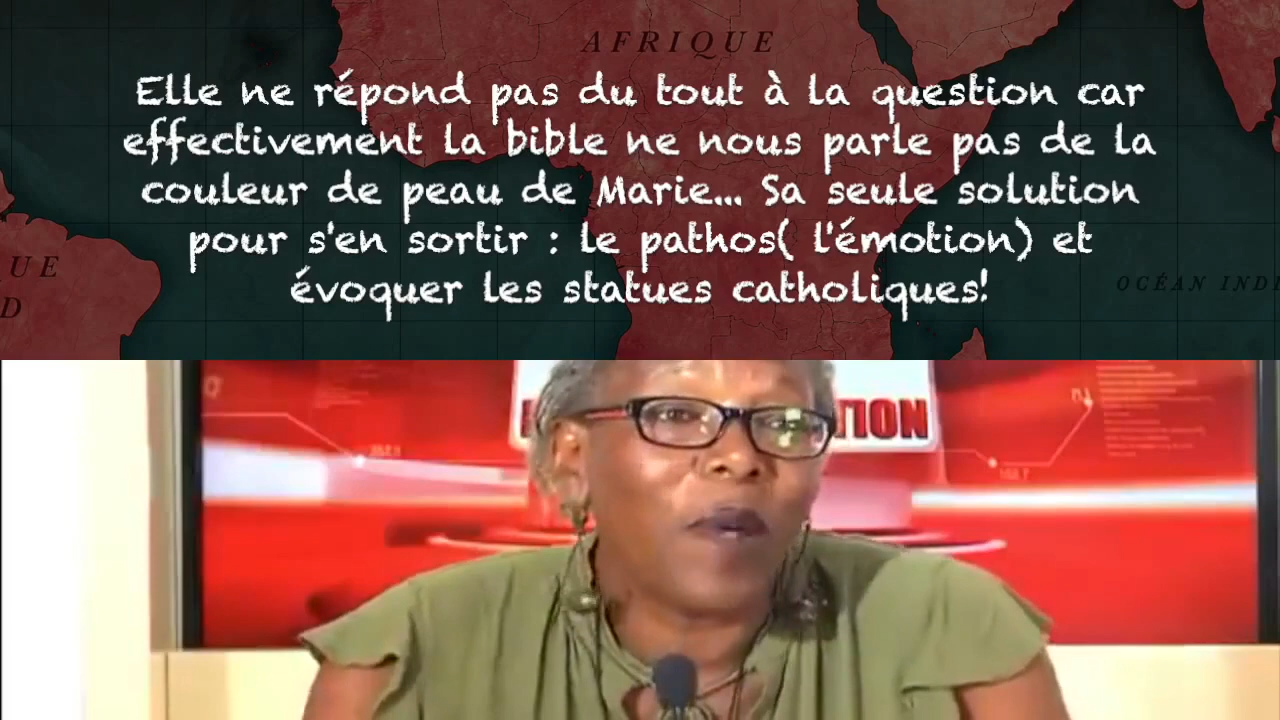 AFRIQUE
Elle ne répond pas du tout à la question car
effectivement la bible ne nous parle pas de la
couleur de peau de Marie... Sa seule solution
pour s'en sortir : le pathos( l'émotion) et
UE
D
évoquer les statues catholiques!
OCÉAN INDI
TION